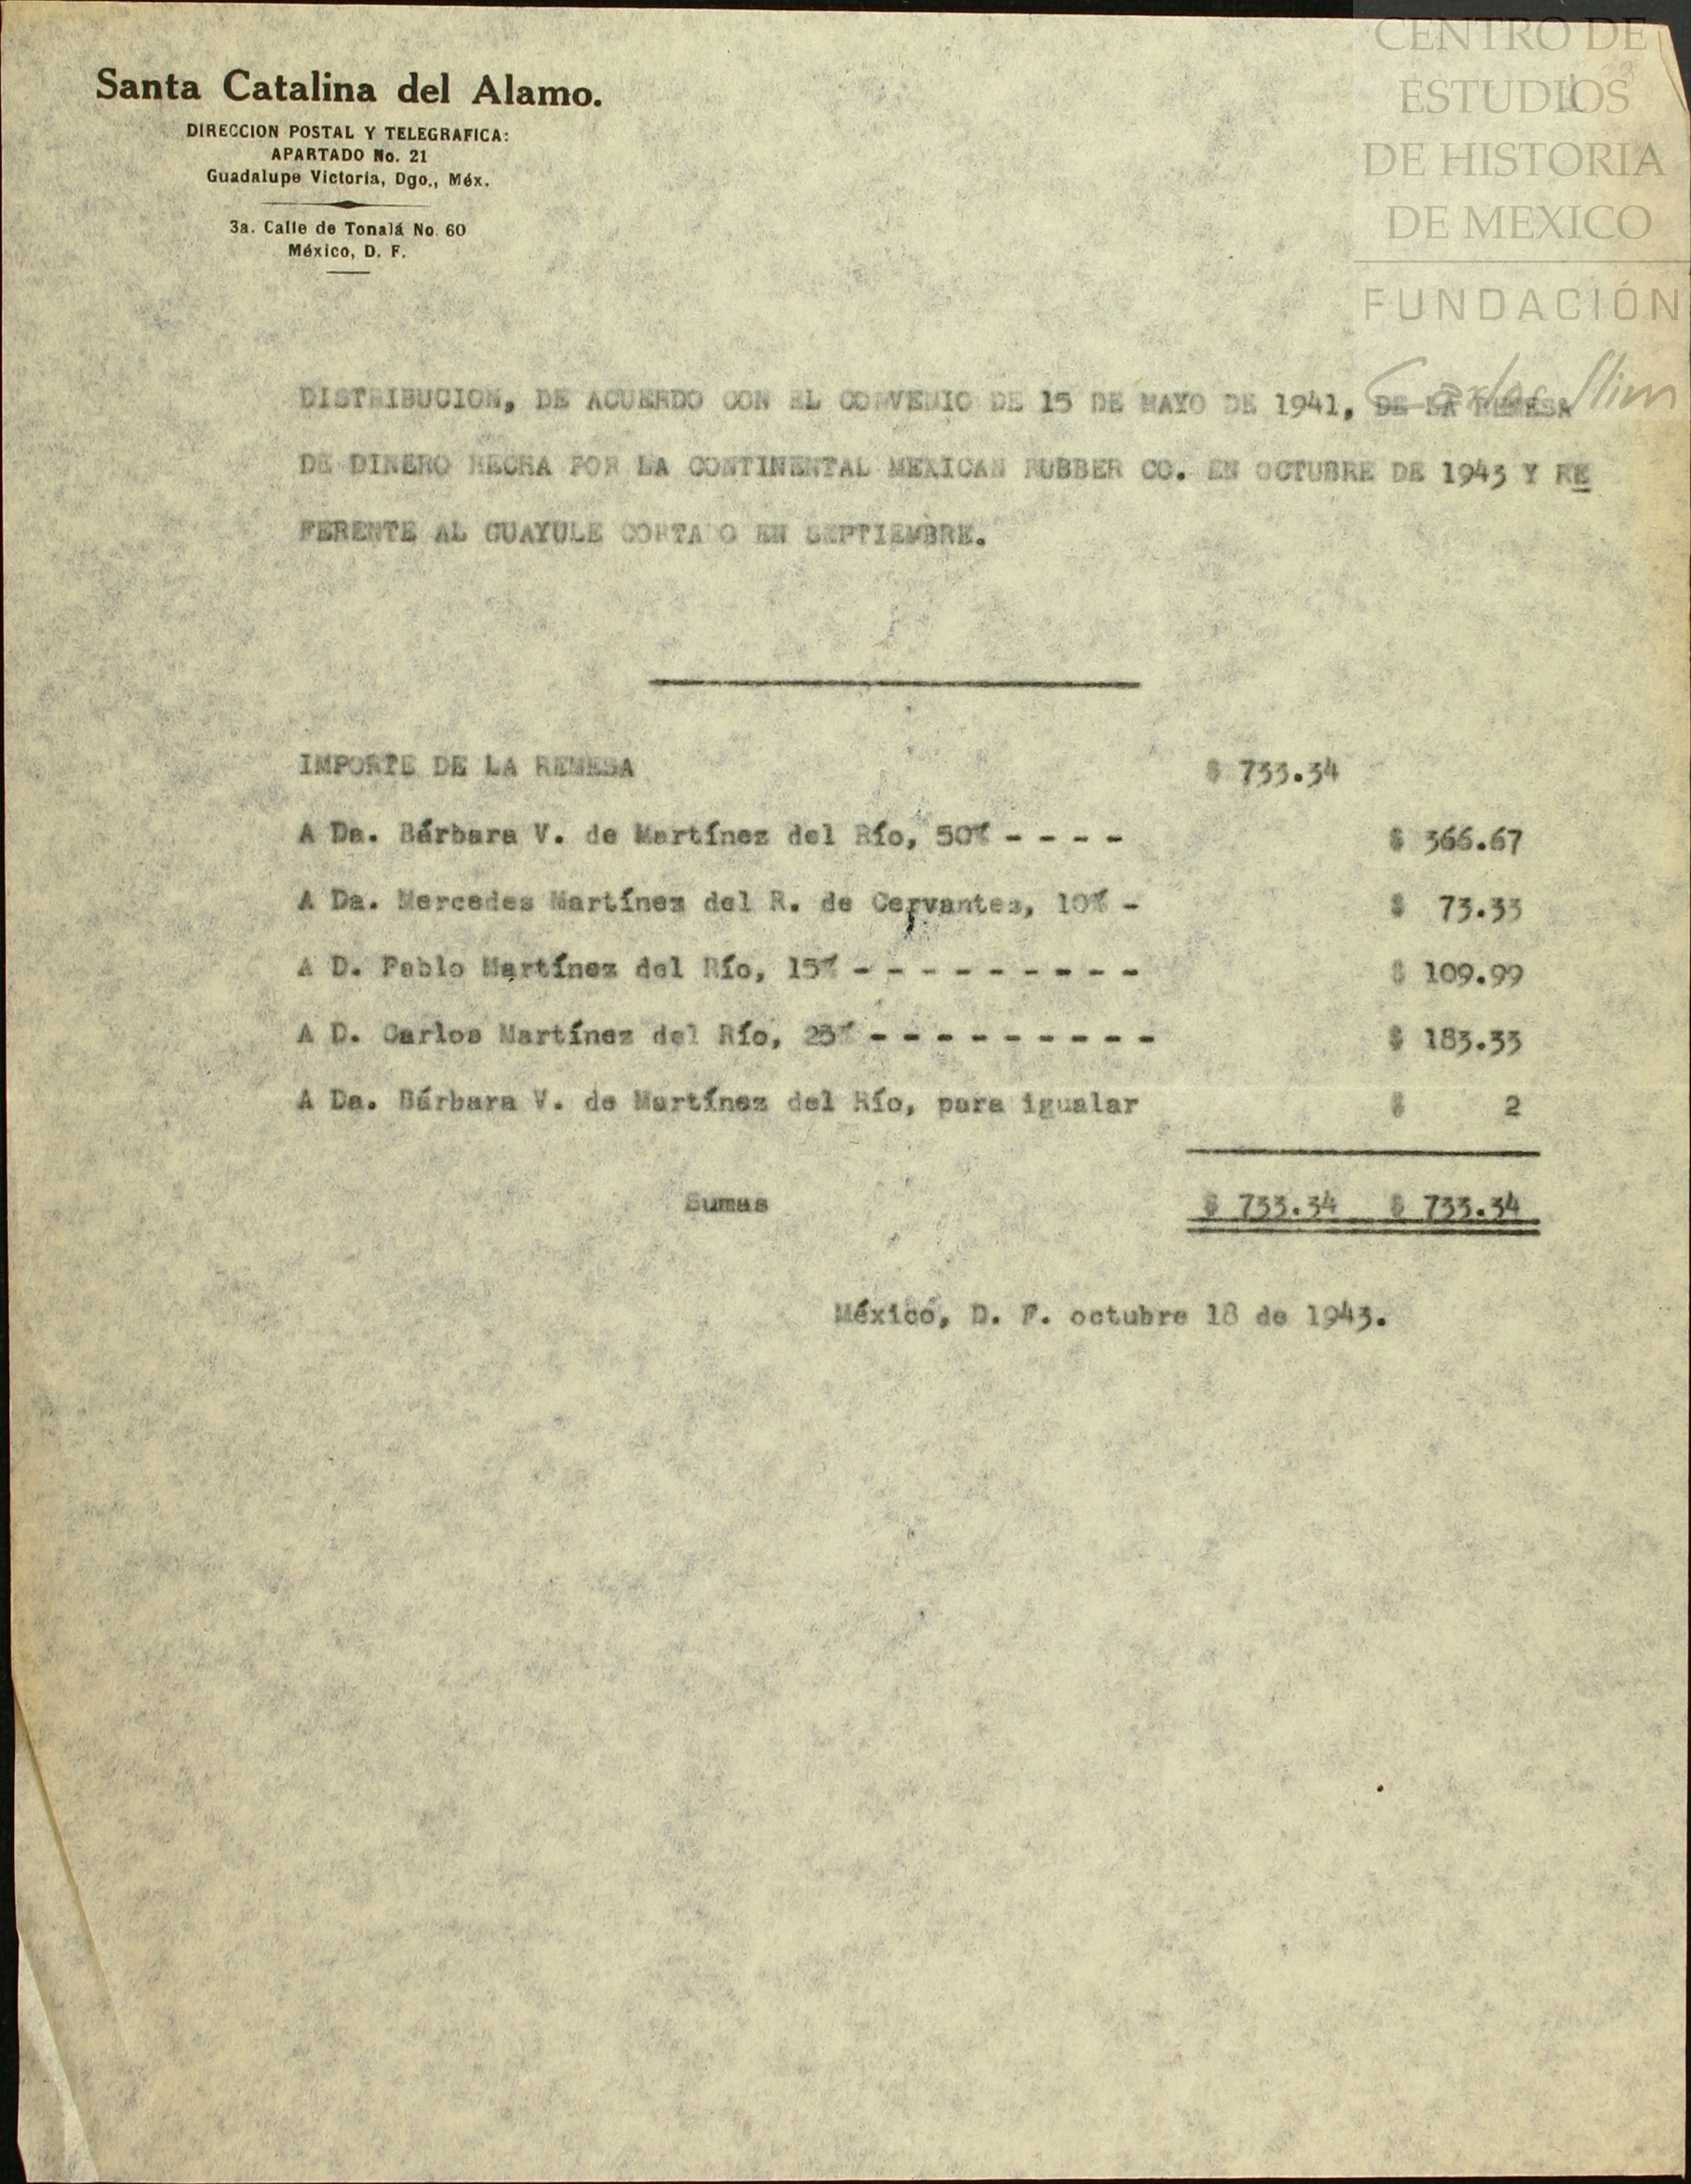 CENTRO DE
ESTUDIOS
DE HISTORIA
DE MEXICO
FUNDACIÓN
Carlos Slim
Santa Catalina del Alamo.
DIRECCION POSTAL Y TELEGRAFICA:
APARTADO No. 21
Guadalupe Victoria, Dgo., Méx.
3a. Calle de Tonalá No. 60
México, D. F.
DISTRIBUCION, DE ACUERDO CON EL CONVENIO DE 15 DE MAYO DE 1941, DE LA REMESA
DE DINERO HECHA POR LA CONTINENTAL MEXICAN RUBBER CO. EN OCTUBRE DE 1943 Y RE
FERENTE AL GUAYULE CORTADO EN SEPTIEMBRE.
IMPORTE DE LA REMESA $ 733.34
A Da. Bárbara V. de Martínez del Río, 50% - - - - $ 366.67
A Da. Mercedes Martínez del R. de Cervantes, 10% - $ 73.33
A D. Pablo Martínez del Río, 15% - - - - - - - - - $ 109.99
A D. Carlos Martínez del Río, 25% - - - - - - - - - $ 183.33
A Da. Bárbara V. de Martínez del Río, para igualar $ 2
Sumas $ 733.34 $ 733.34
México, D. F. octubre 18 de 1943.